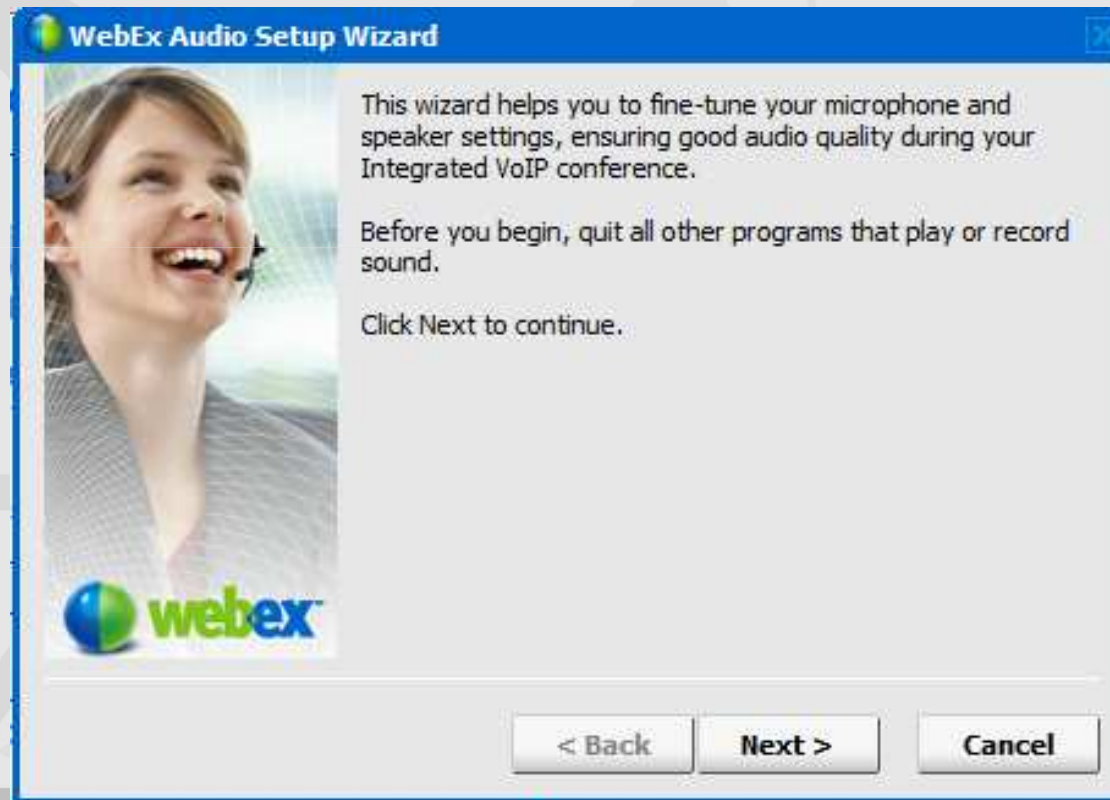 WebEx Audio Setup Wizard
This wizard helps you to fine-tune your microphone and
speaker settings, ensuring good audio quality during your
Integrated VoIP conference.
Before you begin, quit all other programs that play or record
sound.
Click Next to continue.
webex
< Back Next > Cancel